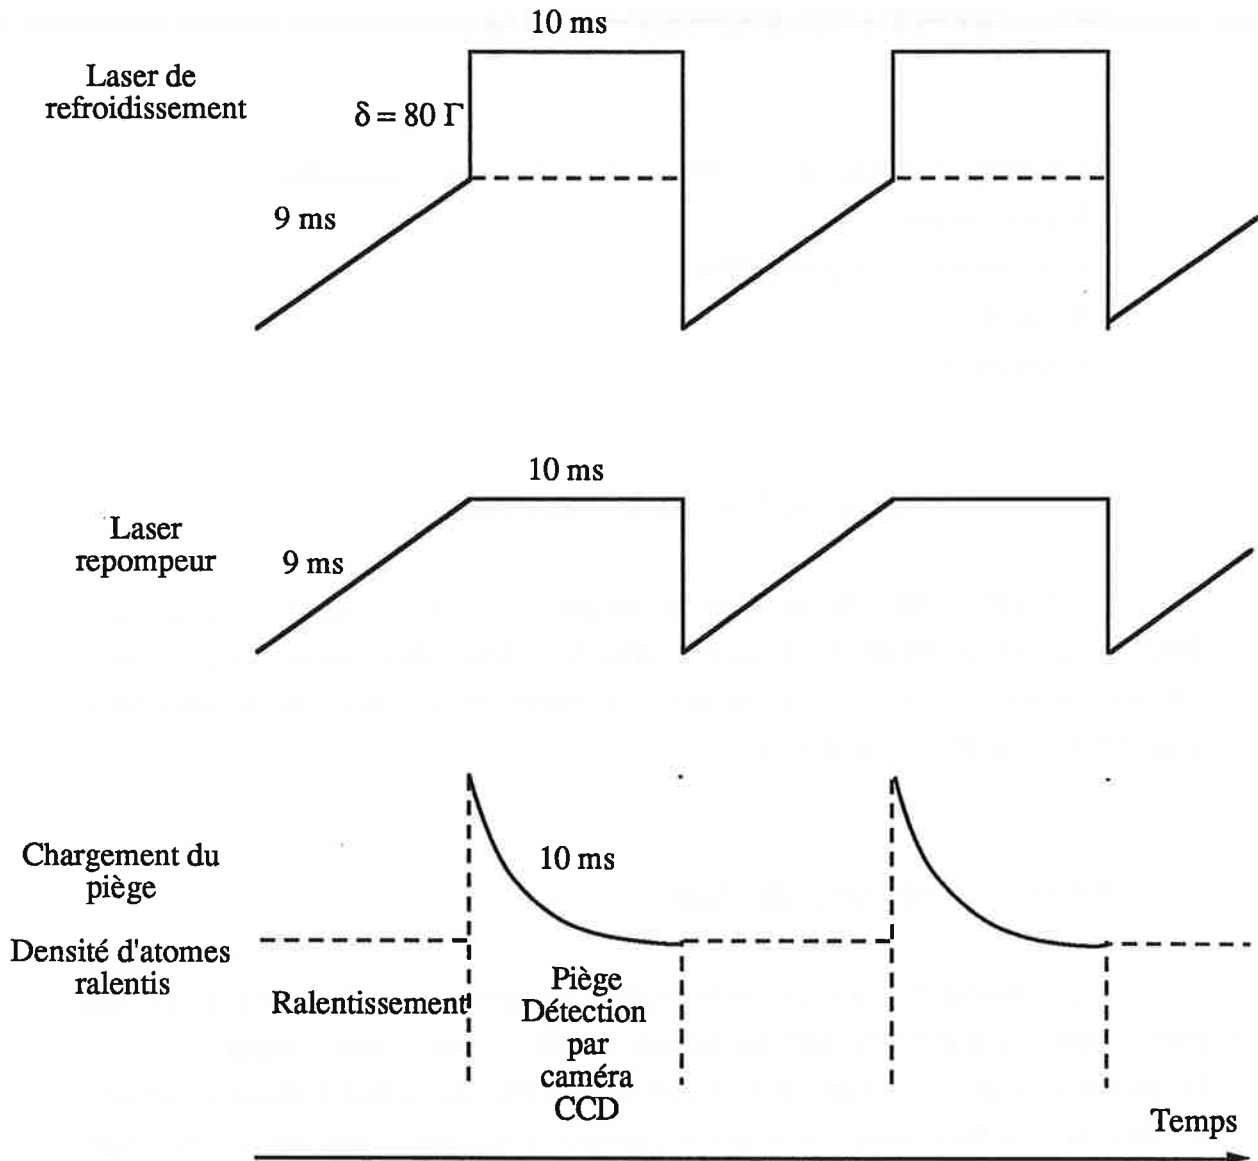 10 ms
Laser de
refroidissement
δ = 80 Γ
9 ms
10 ms
Laser
repompeur
9 ms
Chargement du
piège
10 ms
Densité d'atomes
ralentis
Ralentissement
Piège
Détection
par
caméra
CCD
Temps